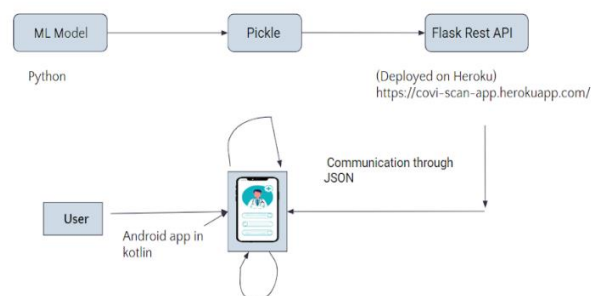 ML Model
Pickle
Flask Rest API
Python
(Deployed on Heroku)
https://covi-scan-app.herokuapp.com/
Communication through
JSON
User
Android app in
kotlin